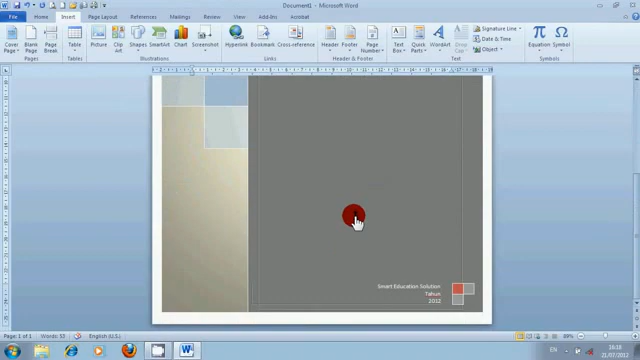 Document1 - Microsoft Word
File Home Insert Page Layout References Mailings Review View Add-Ins Acrobat
Cover Page Blank Page Page Break Table Picture Clip Art Shapes SmartArt Chart Screenshot Hyperlink Bookmark Cross-reference Header Footer Page Number Text Box Quick Parts WordArt Drop Cap Signature Line Date & Time Object Equation Symbol
Pages Tables Illustrations Links Header & Footer Text Symbols
Smart Education Solution
Tahun
2012
Page: 1 of 1 Words: 53 English (U.S.) 89%
EN 16:18
21/07/2012